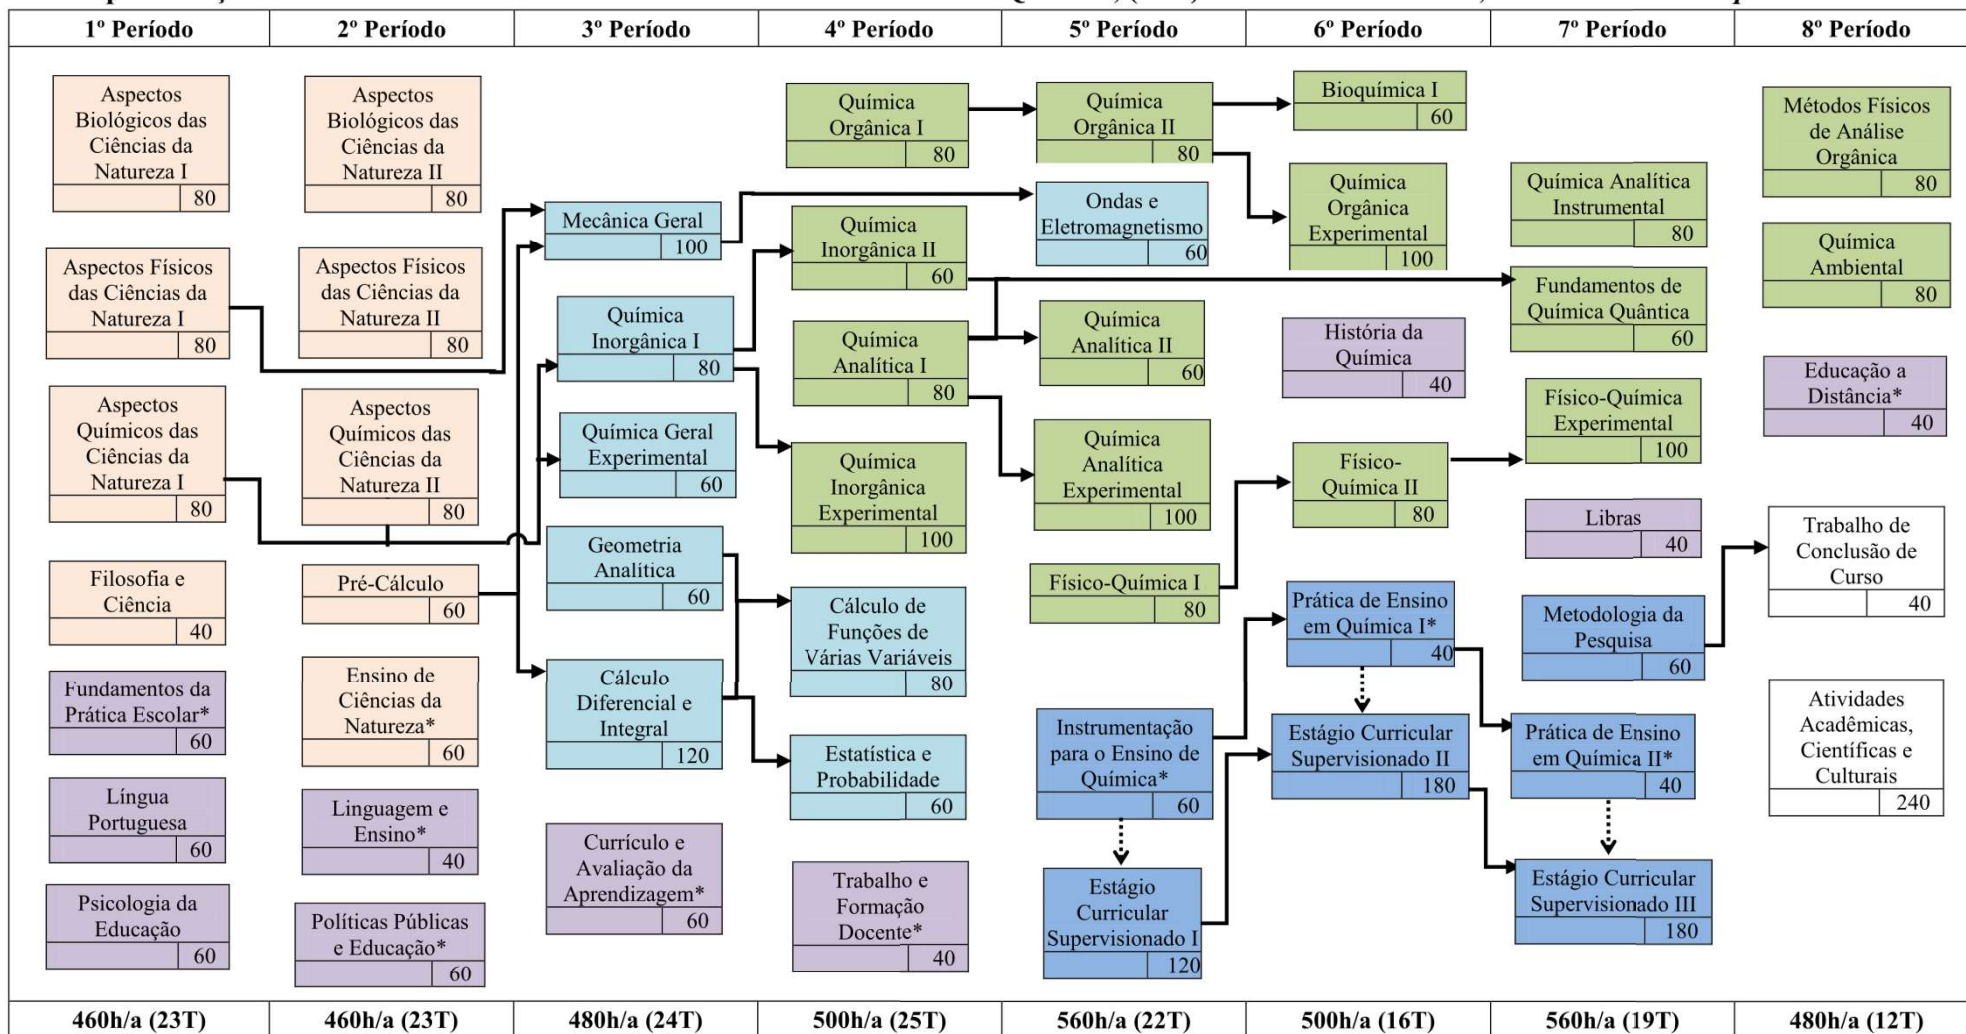 1º Período
2º Período
3º Período
4º Período
5º Período
6º Período
7º Período
8º Período
Aspectos
Biológicos das
Ciências da
Natureza I
80
Aspectos Físicos
das Ciências da
Natureza I
80
Aspectos
Químicos das
Ciências da
Natureza I
80
Filosofia e
Ciência
40
Fundamentos da
Prática Escolar*
60
Língua
Portuguesa
60
Psicologia da
Educação
60
460h/a (23T)
Aspectos
Biológicos das
Ciências da
Natureza II
80
Aspectos Físicos
das Ciências da
Natureza II
80
Aspectos
Químicos das
Ciências da
Natureza II
80
Pré-Cálculo
60
Ensino de
Ciências da
Natureza*
60
Linguagem e
Ensino*
40
Políticas Públicas
e Educação*
60
460h/a (23T)
Mecânica Geral
100
Química
Inorgânica I
80
Química Geral
Experimental
60
Geometria
Analítica
60
Cálculo
Diferencial e
Integral
120
Currículo e
Avaliação da
Aprendizagem*
60
480h/a (24T)
Química
Orgânica I
80
Química
Inorgânica II
60
Química
Analítica I
80
Química
Inorgânica
Experimental
100
Cálculo de
Funções de
Várias Variáveis
80
Estatística e
Probabilidade
60
Trabalho e
Formação
Docente*
40
500h/a (25T)
Química
Orgânica II
80
Ondas e
Eletromagnetismo
60
Química
Analítica II
60
Química
Analítica
Experimental
100
Físico-Química I
80
Instrumentação
para o Ensino de
Química*
60
Estágio
Curricular
Supervisionado I
120
560h/a (22T)
Bioquímica I
60
Química
Orgânica
Experimental
100
História da
Química
40
Físico-
Química II
80
Prática de Ensino
em Química I*
40
Estágio Curricular
Supervisionado II
180
500h/a (16T)
Química Analítica
Instrumental
80
Fundamentos de
Química Quântica
60
Físico-Química
Experimental
100
Libras
40
Metodologia da
Pesquisa
60
Prática de Ensino
em Química II*
40
Estágio Curricular
Supervisionado III
180
560h/a (19T)
Métodos Físicos
de Análise
Orgânica
80
Química
Ambiental
80
Educação a
Distância*
40
Trabalho de
Conclusão de
Curso
40
Atividades
Acadêmicas,
Científicas e
Culturais
240
480h/a (12T)